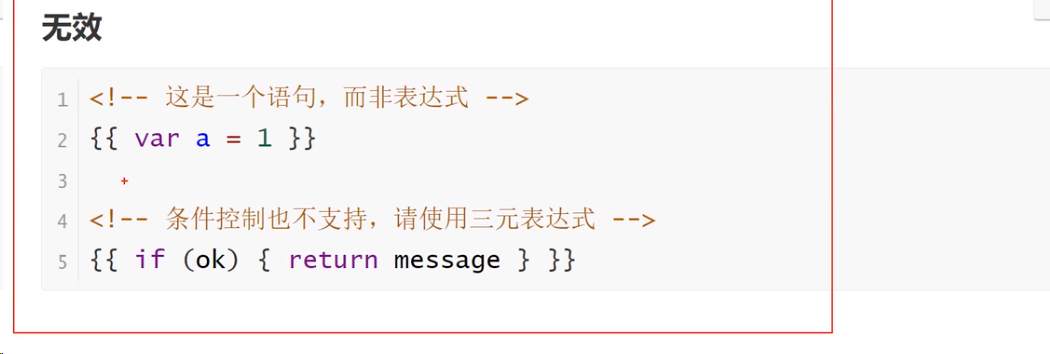 无效
1 <!-- 这是一个语句，而非表达式 -->
2 {{ var a = 1 }}
3
4 <!-- 条件控制也不支持，请使用三元表达式 -->
5 {{ if (ok) { return message } }}